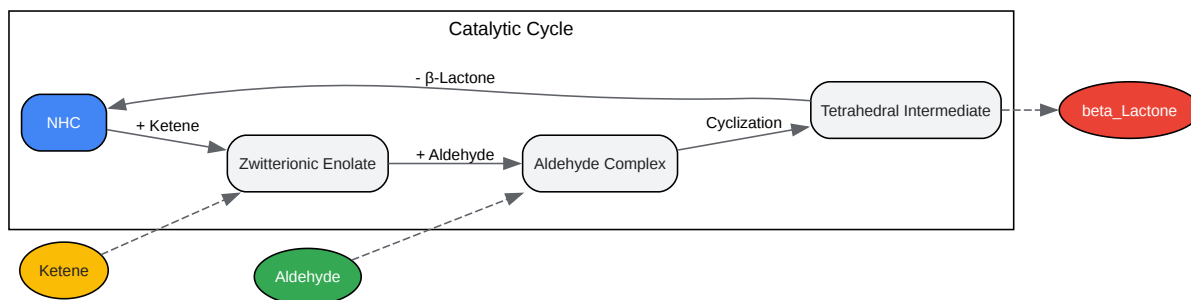 Catalytic Cycle
- β-Lactone
NHC
+ Ketene
Zwitterionic Enolate
+ Aldehyde
Aldehyde Complex
Cyclization
Tetrahedral Intermediate
beta_Lactone
Ketene
Aldehyde